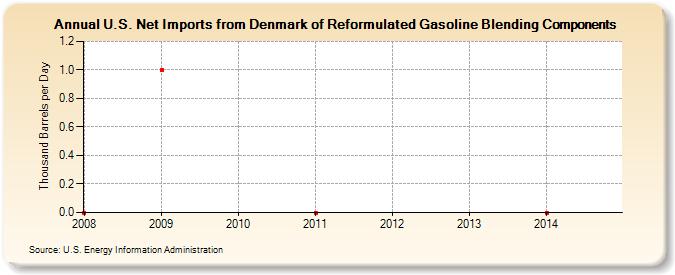 Annual U.S. Net Imports from Denmark of Reformulated Gasoline Blending Components
Thousand Barrels per Day
1.2
1.0
0.8
0.6
0.4
0.2
0.0
2008 2009 2010 2011 2012 2013 2014
Source: U.S. Energy Information Administration